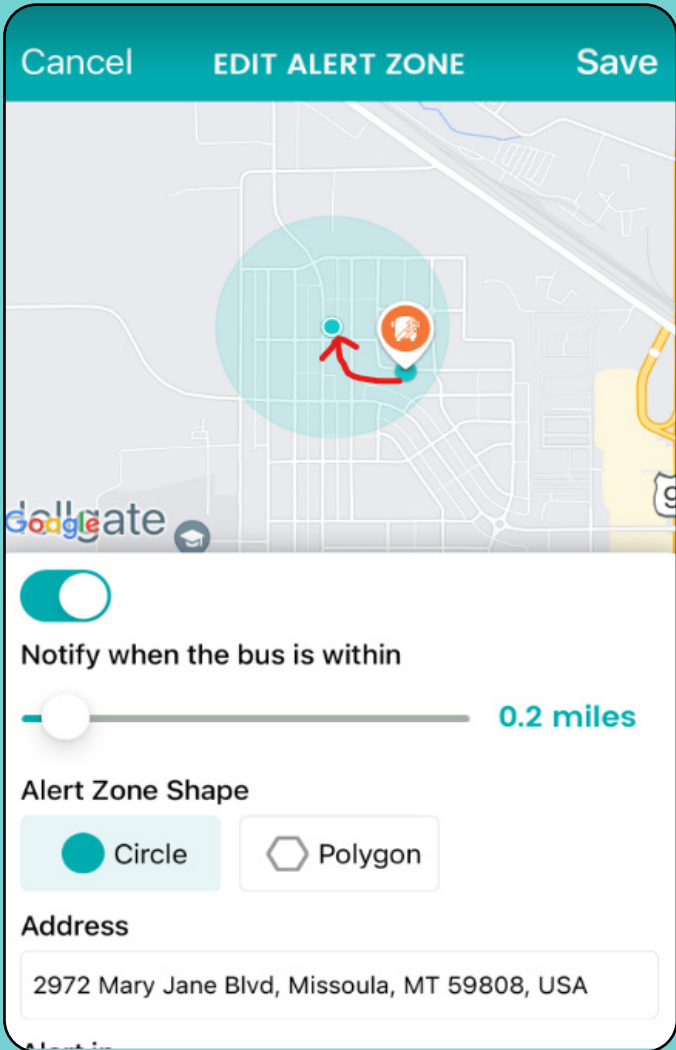 Cancel EDIT ALERT ZONE Save
Google
9
Notify when the bus is within
0.2 miles
Alert Zone Shape
Circle Polygon
Address
2972 Mary Jane Blvd, Missoula, MT 59808, USA